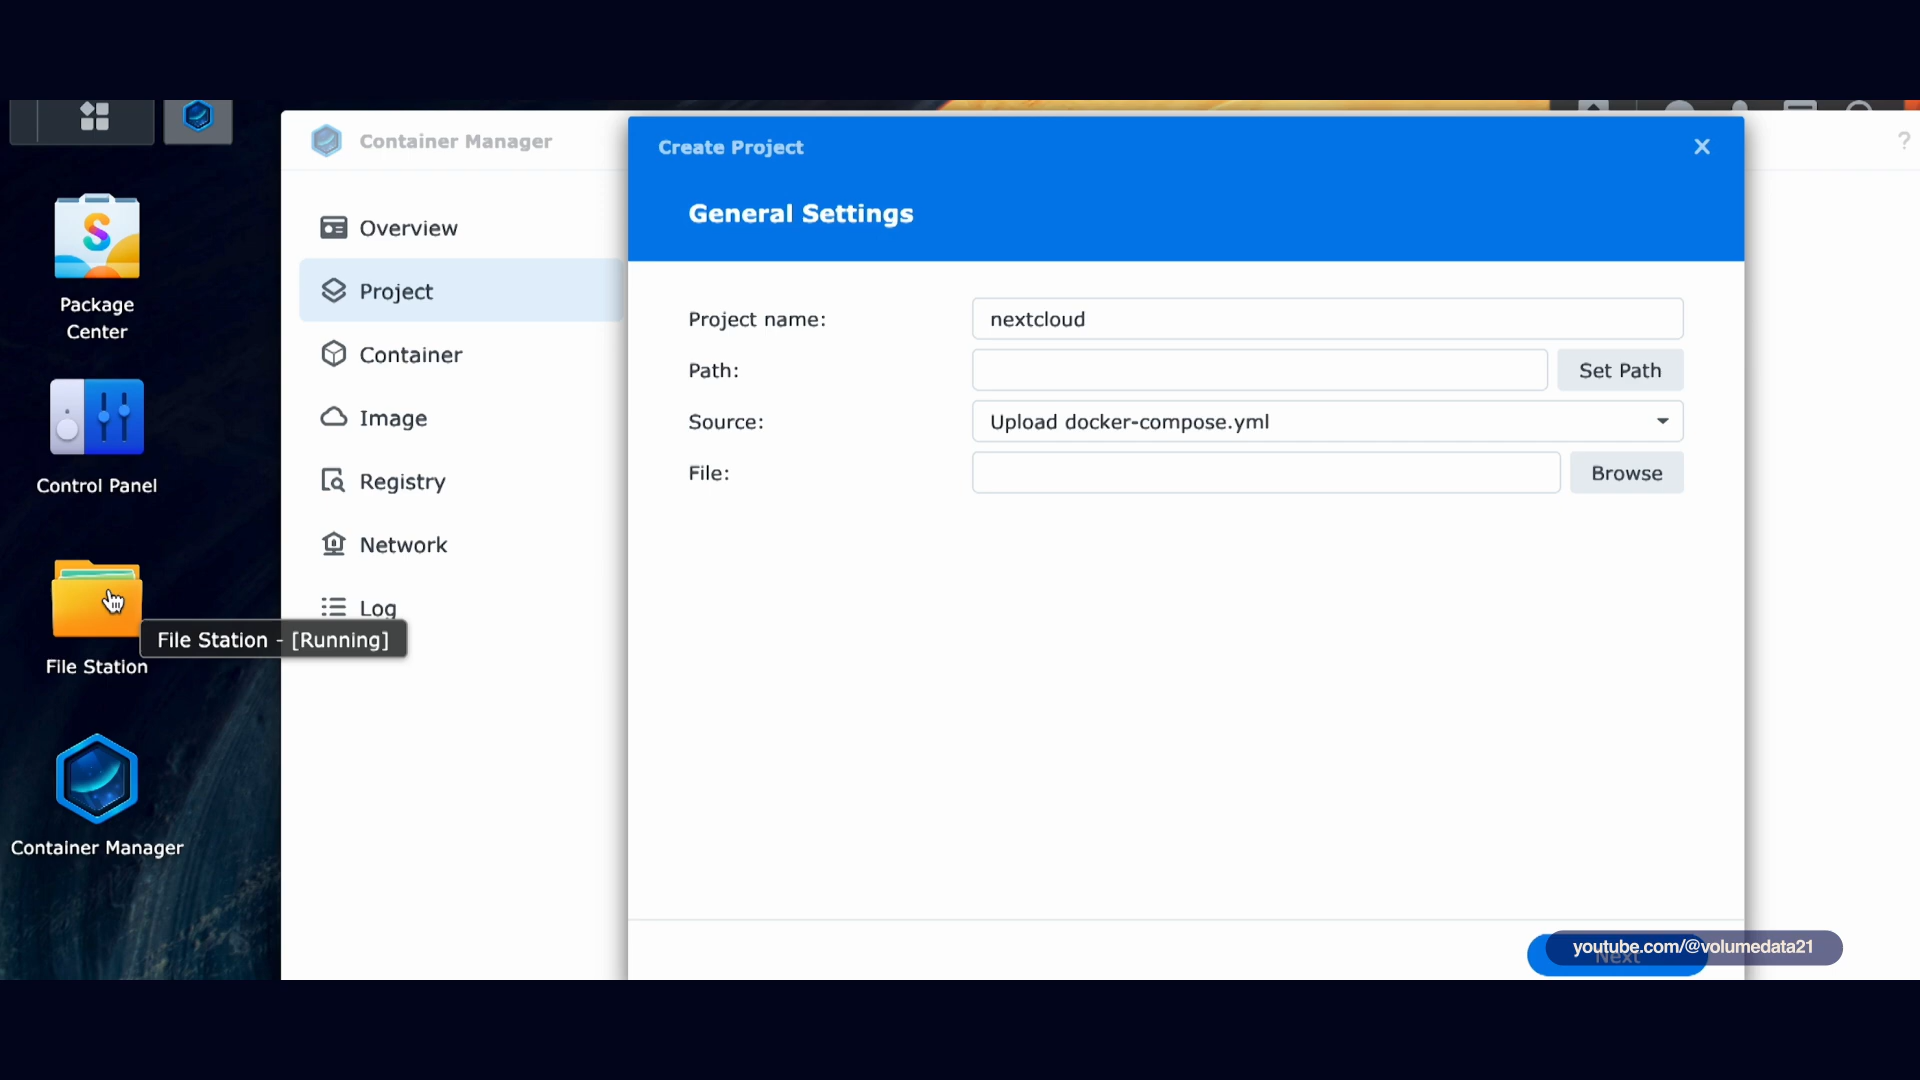 Package
Center
Control Panel
File Station
File Station - [Running]
Container Manager
Container Manager
?
Overview
Project
Container
Image
Registry
Network
Log
Create Project
General Settings
Project name:
nextcloud
Path:
Set Path
Source:
Upload docker-compose.yml
File:
Browse
Next
youtube.com/@volumedata21